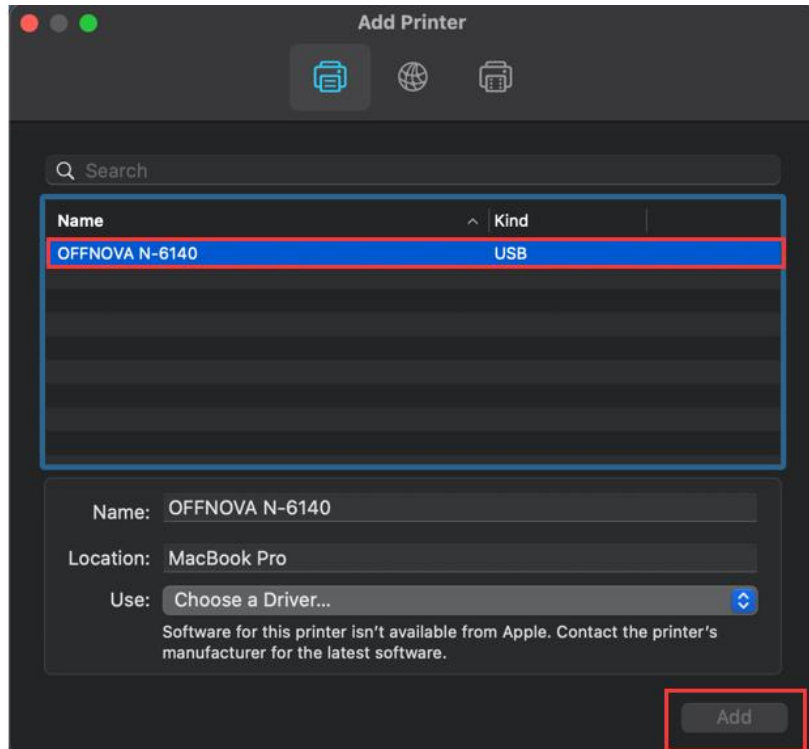 Add Printer
Search
Name Kind
OFFNOVA N-6140 USB
Name: OFFNOVA N-6140
Location: MacBook Pro
Use: Choose a Driver...
Software for this printer isn't available from Apple. Contact the printer's
manufacturer for the latest software.
Add